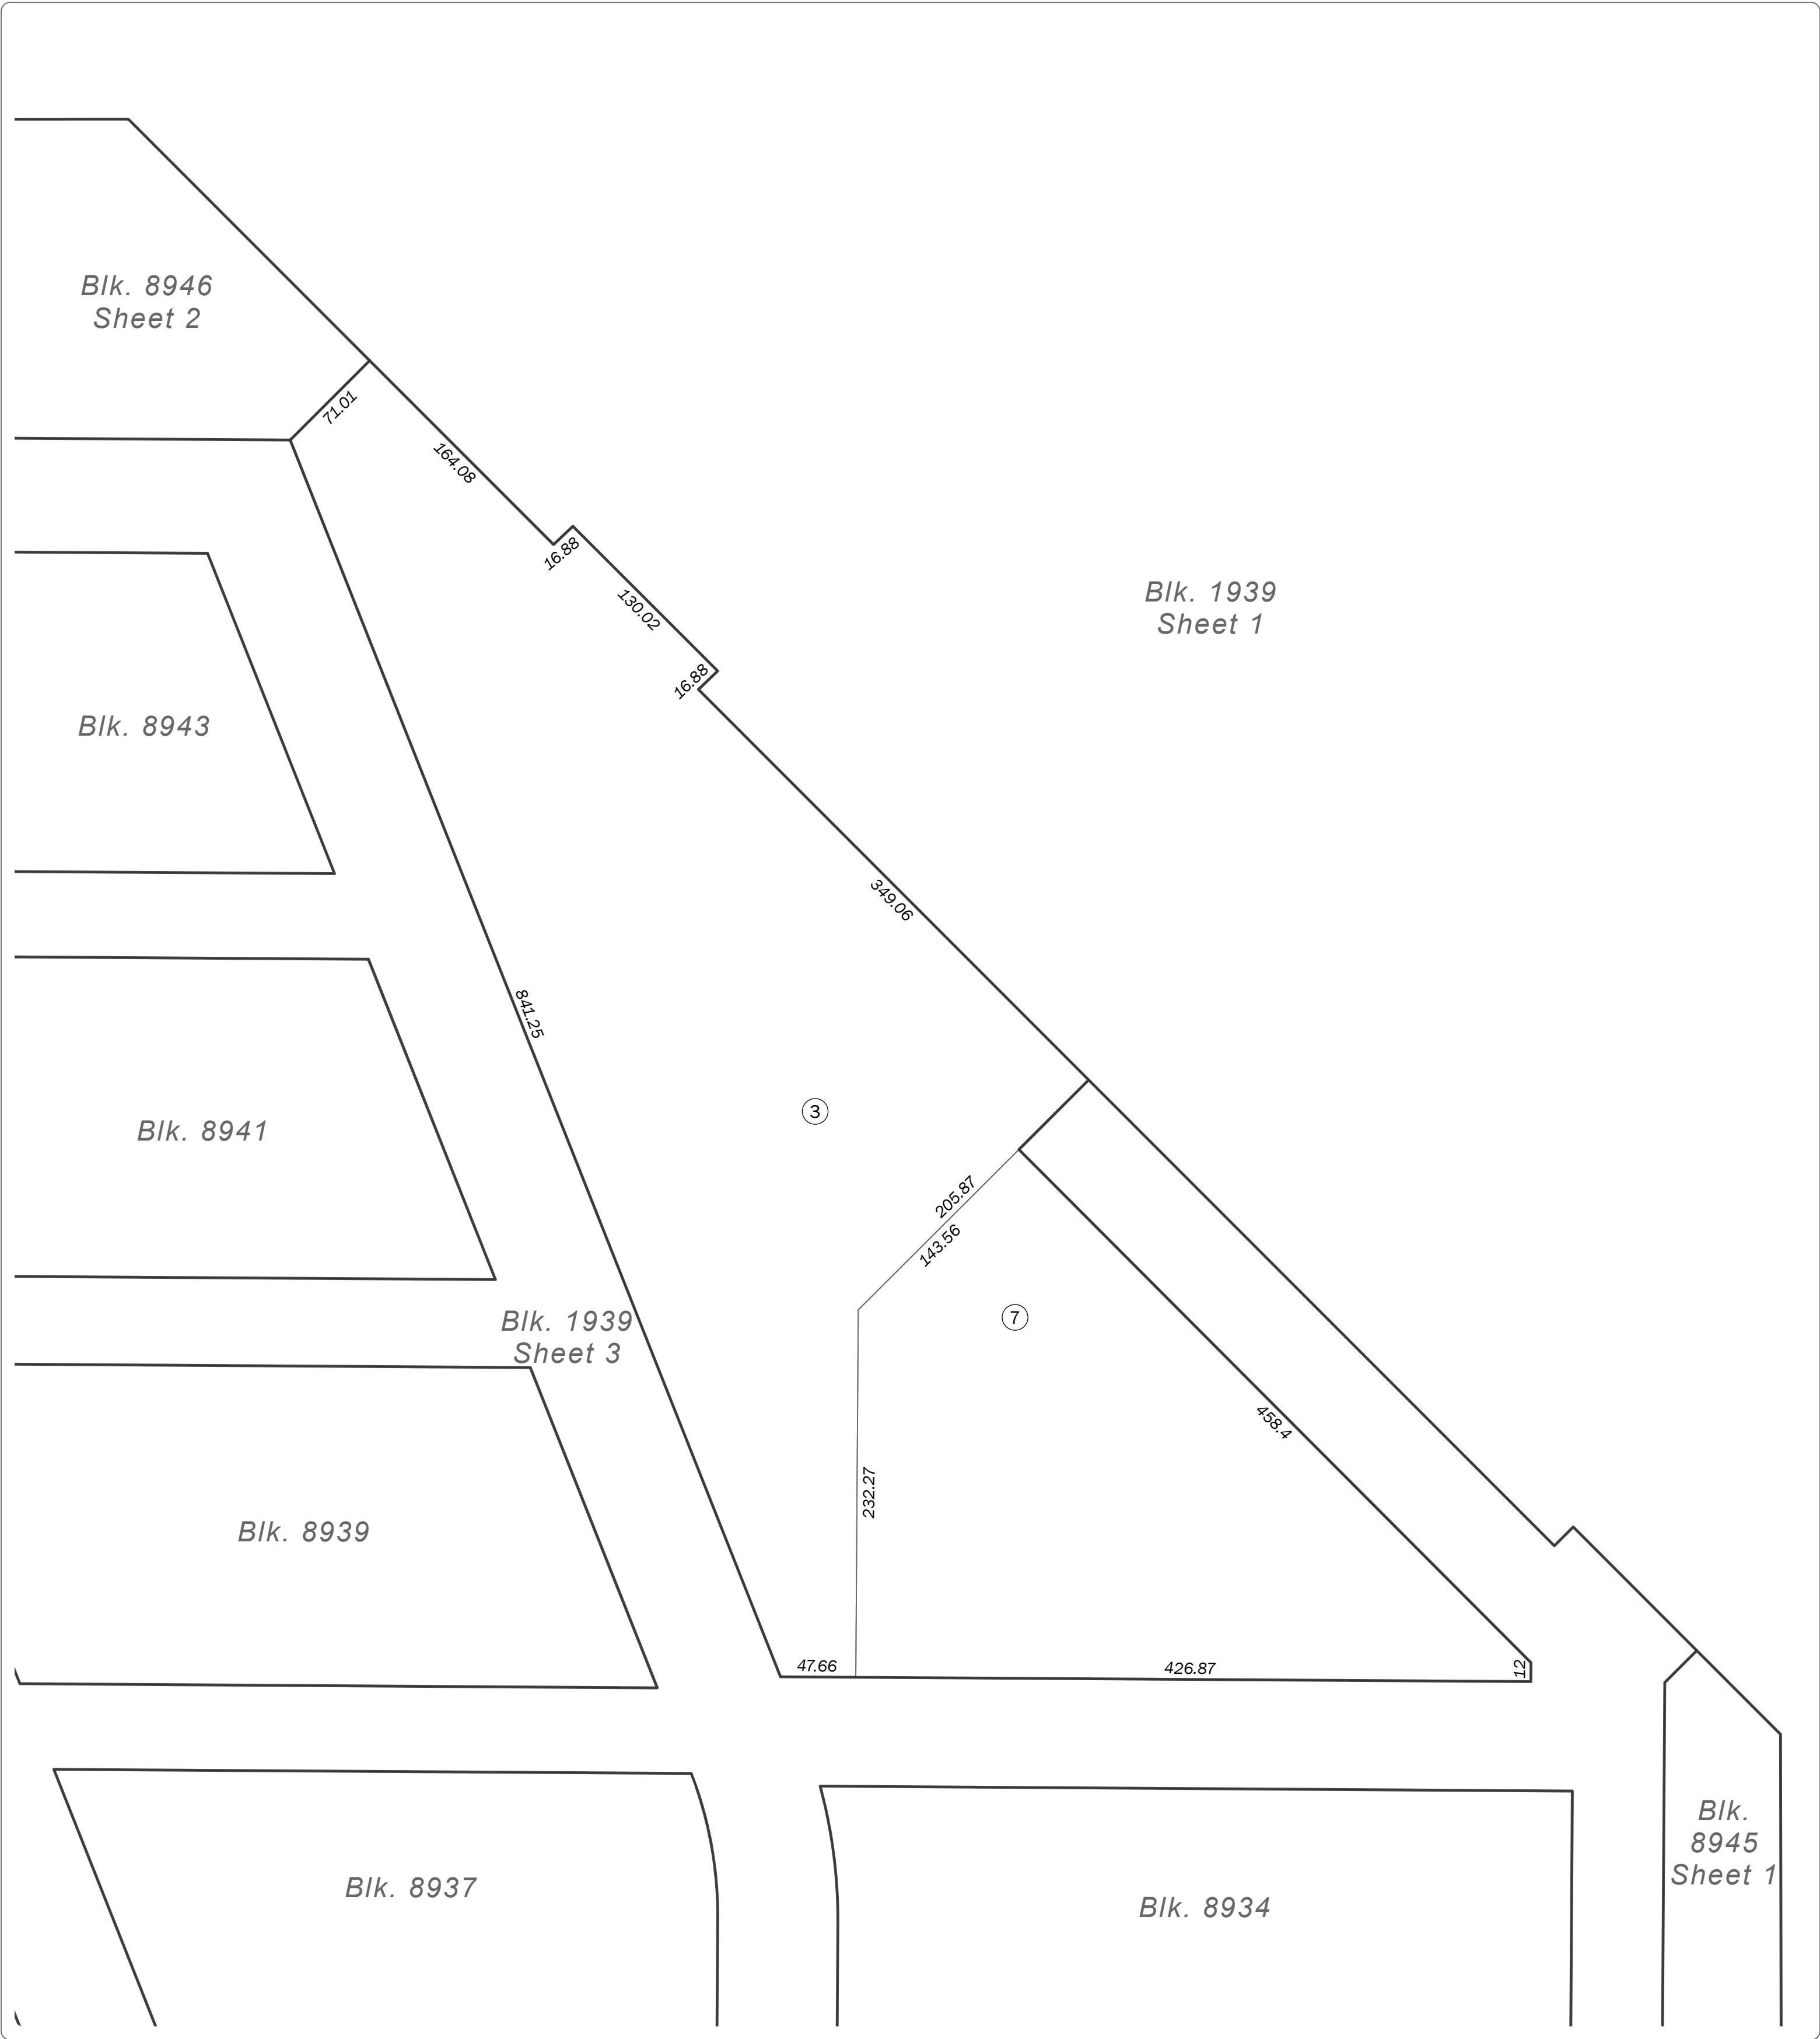 Blk. 8946
Sheet 2
71.01
164.08
16.88
130.02
Blk. 1939
Sheet 1
16.88
Blk. 8943
349.06
841.25
3
Blk. 8941
205.87
143.56
7
Blk. 1939
Sheet 3
458.4
232.27
Blk. 8939
47.66
426.87
12
Blk.
8945
Sheet 1
Blk. 8937
Blk. 8934